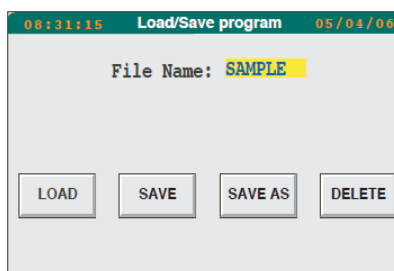 08:31:15 Load/Save program 05/04/06
File Name: SAMPLE
LOAD SAVE SAVE AS DELETE